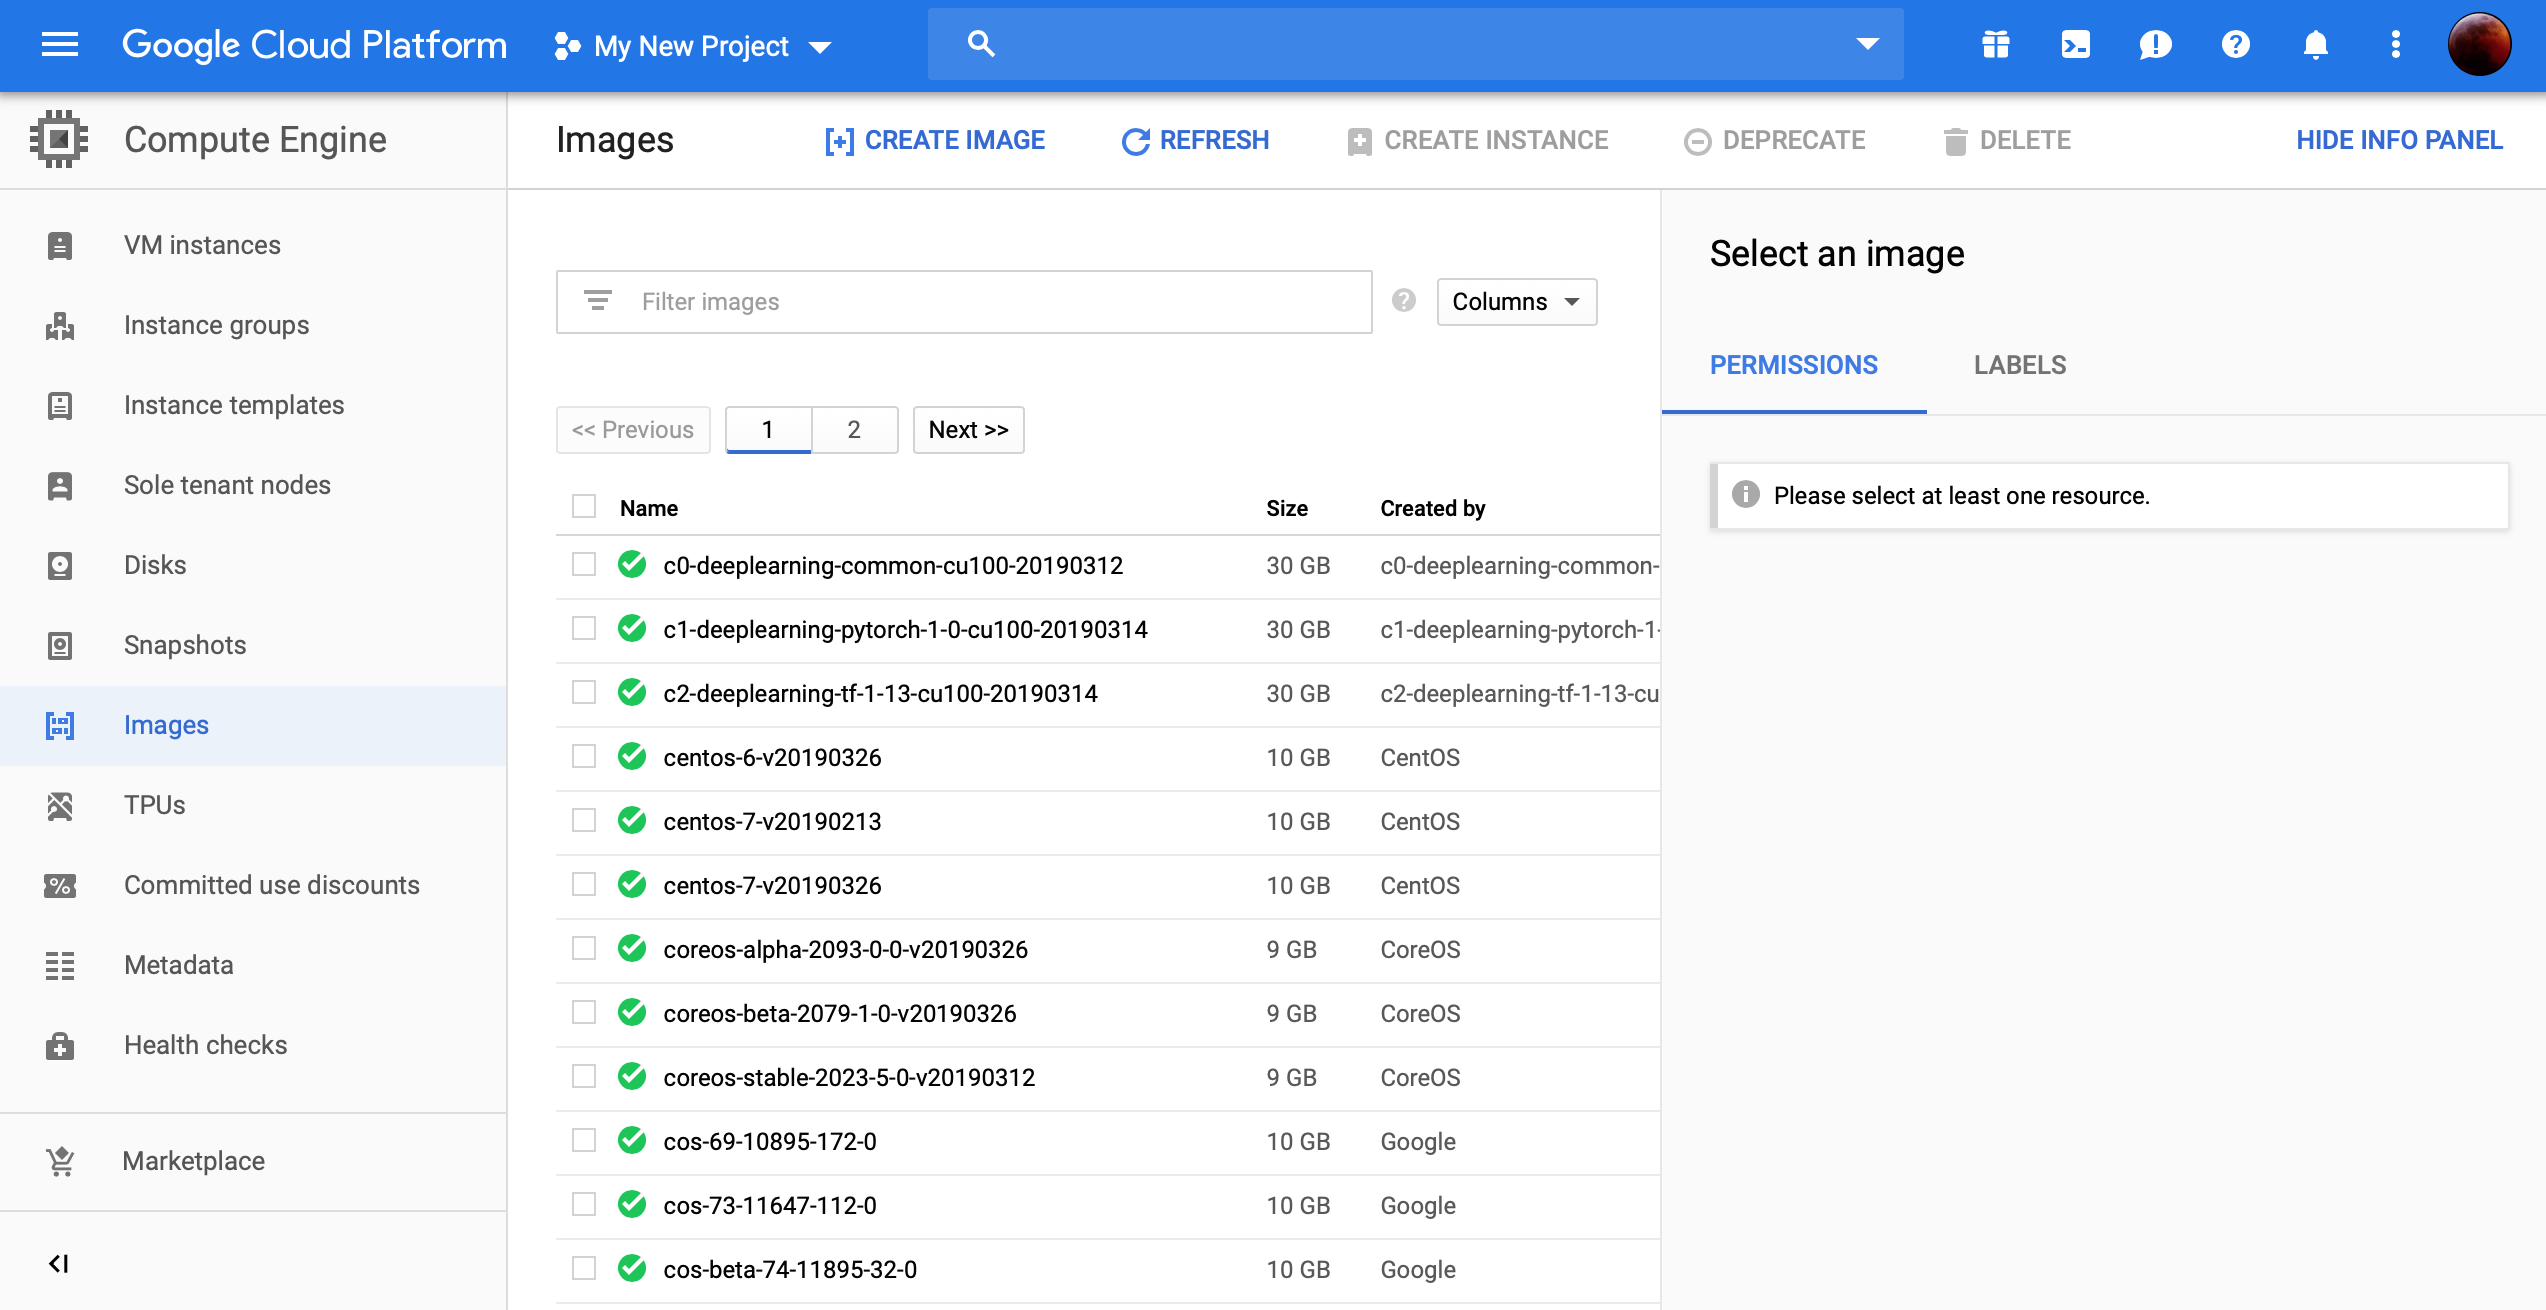 Google Cloud Platform
My New Project
Compute Engine
Images
CREATE IMAGE
REFRESH
CREATE INSTANCE
DEPRECATE
DELETE
HIDE INFO PANEL
VM instances
Instance groups
Instance templates
Sole tenant nodes
Disks
Snapshots
Images
TPUs
Committed use discounts
Metadata
Health checks
Marketplace
Filter images
Columns
<< Previous
1
2
Next >>
Name Size Created by
c0-deeplearning-common-cu100-20190312 30 GB c0-deeplearning-common-
c1-deeplearning-pytorch-1-0-cu100-20190314 30 GB c1-deeplearning-pytorch-1-
c2-deeplearning-tf-1-13-cu100-20190314 30 GB c2-deeplearning-tf-1-13-cu
centos-6-v20190326 10 GB CentOS
centos-7-v20190213 10 GB CentOS
centos-7-v20190326 10 GB CentOS
coreos-alpha-2093-0-0-v20190326 9 GB CoreOS
coreos-beta-2079-1-0-v20190326 9 GB CoreOS
coreos-stable-2023-5-0-v20190312 9 GB CoreOS
cos-69-10895-172-0 10 GB Google
cos-73-11647-112-0 10 GB Google
cos-beta-74-11895-32-0 10 GB Google
Select an image
PERMISSIONS
LABELS
Please select at least one resource.